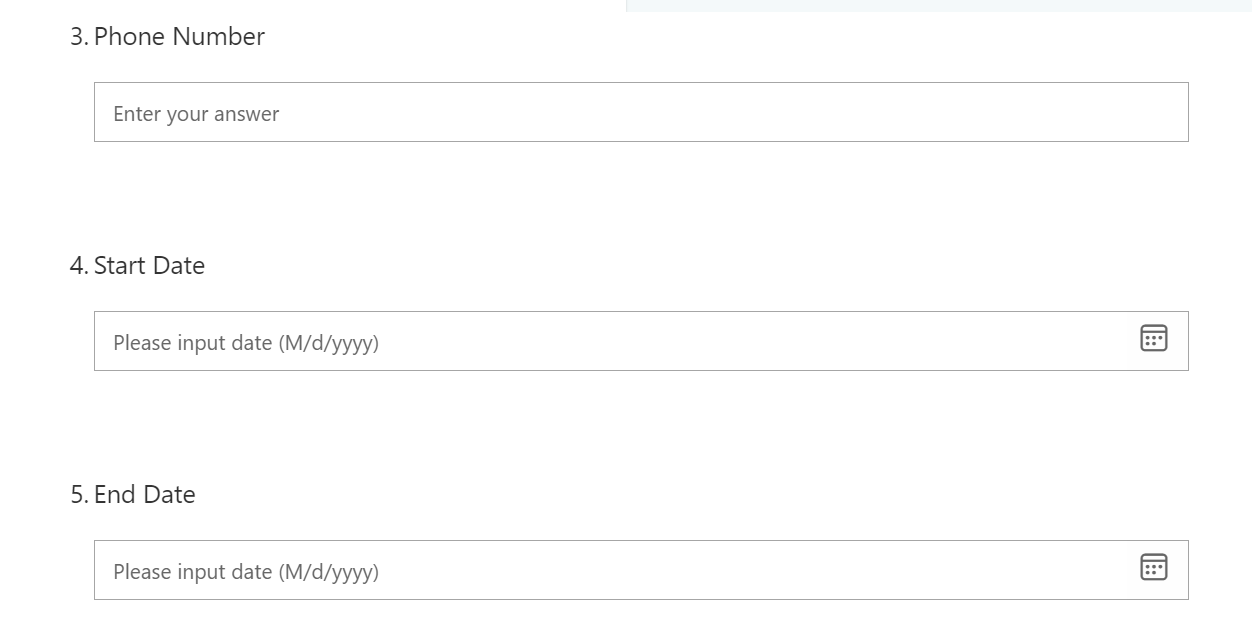 3. Phone Number
Enter your answer
4. Start Date
Please input date (M/d/yyyy)
5. End Date
Please input date (M/d/yyyy)